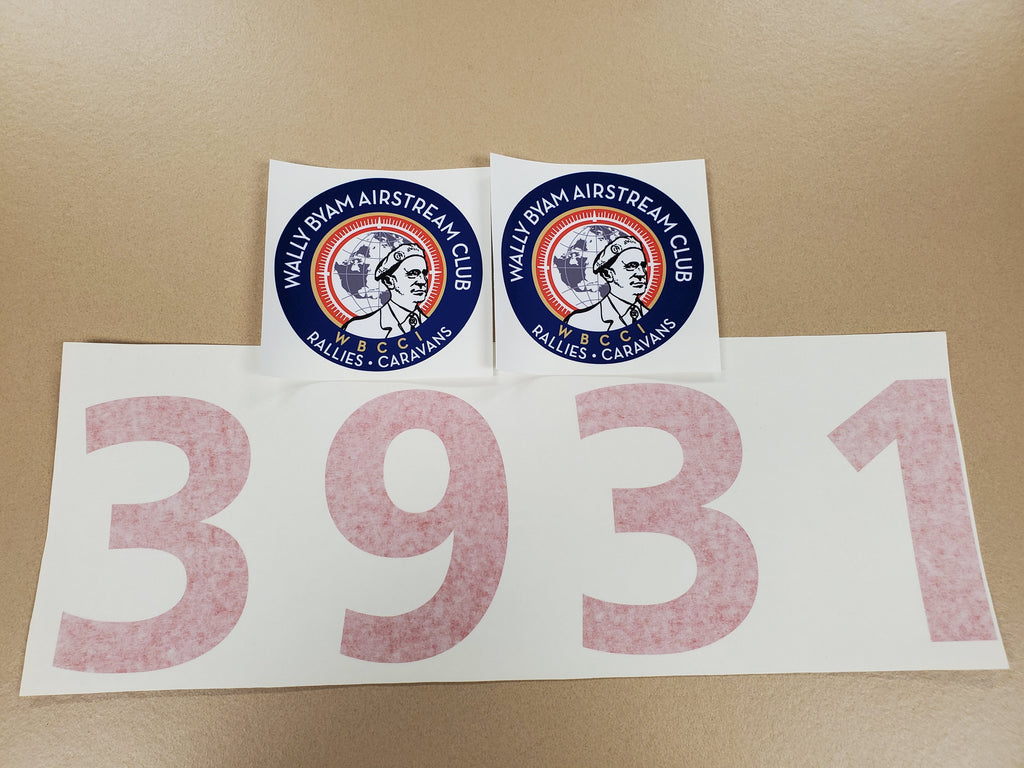 WALLY BYAM AIRSTREAM CLUB
WBCCI
RALLIES • CARAVANS
WALLY BYAM AIRSTREAM CLUB
WBCCI
RALLIES • CARAVANS
3931